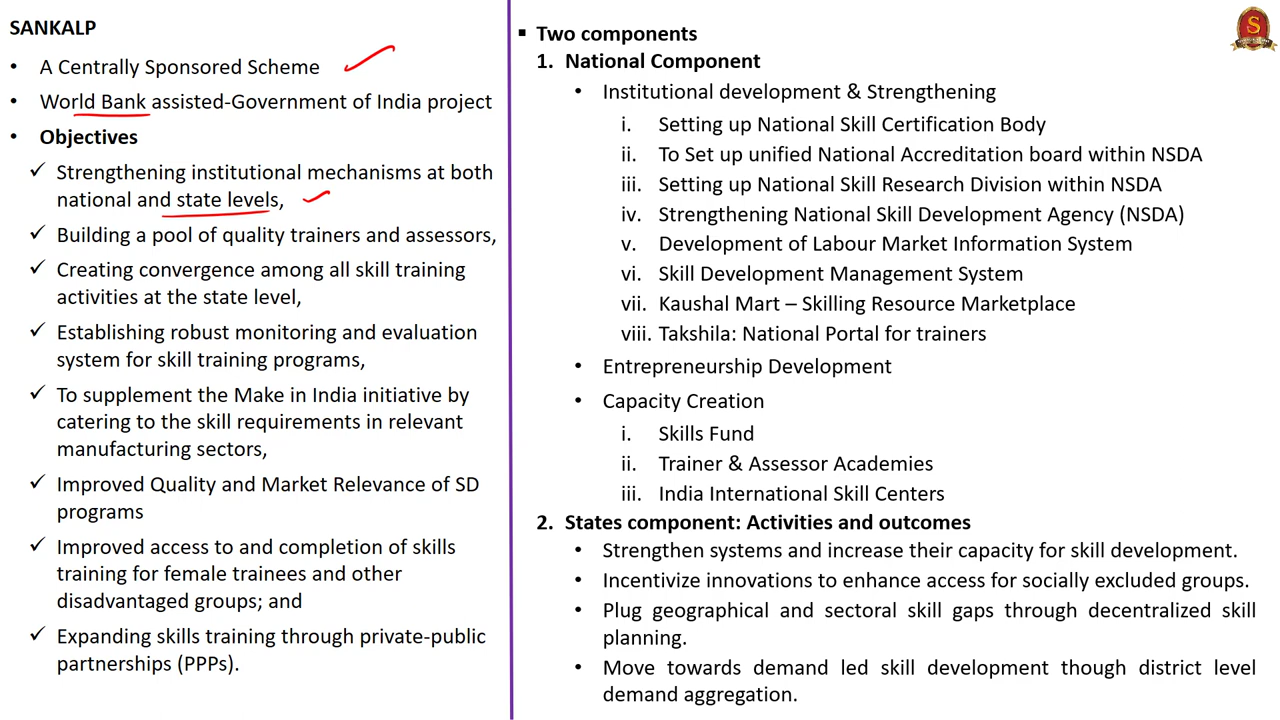 SANKALP
• A Centrally Sponsored Scheme
• World Bank assisted-Government of India project
• Objectives
✓ Strengthening institutional mechanisms at both
national and state levels,
✓ Building a pool of quality trainers and assessors,
✓ Creating convergence among all skill training
activities at the state level,
✓ Establishing robust monitoring and evaluation
system for skill training programs,
✓ To supplement the Make in India initiative by
catering to the skill requirements in relevant
manufacturing sectors,
✓ Improved Quality and Market Relevance of SD
programs
✓ Improved access to and completion of skills
training for female trainees and other
disadvantaged groups; and
✓ Expanding skills training through private-public
partnerships (PPPs).
▪ Two components
1. National Component
• Institutional development & Strengthening
i. Setting up National Skill Certification Body
ii. To Set up unified National Accreditation board within NSDA
iii. Setting up National Skill Research Division within NSDA
iv. Strengthening National Skill Development Agency (NSDA)
v. Development of Labour Market Information System
vi. Skill Development Management System
vii. Kaushal Mart – Skilling Resource Marketplace
viii. Takshila: National Portal for trainers
• Entrepreneurship Development
• Capacity Creation
i. Skills Fund
ii. Trainer & Assessor Academies
iii. India International Skill Centers
2. States component: Activities and outcomes
• Strengthen systems and increase their capacity for skill development.
• Incentivize innovations to enhance access for socially excluded groups.
• Plug geographical and sectoral skill gaps through decentralized skill
planning.
• Move towards demand led skill development though district level
demand aggregation.
S